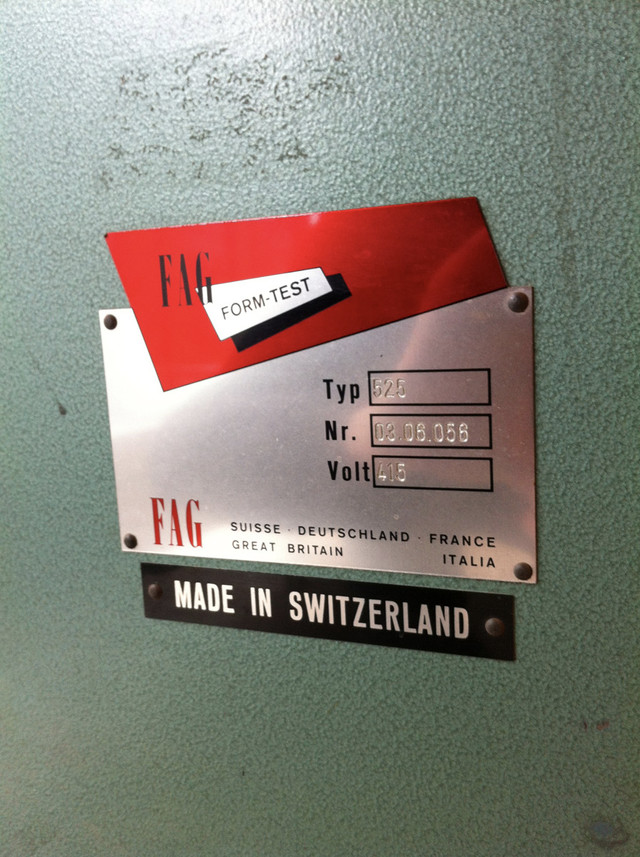 FAG
FORM-TEST
Typ 525
Nr. 03.06.056
Volt 415
FAG
SUISSE · DEUTSCHLAND · FRANCE
GREAT BRITAIN ITALIA
MADE IN SWITZERLAND